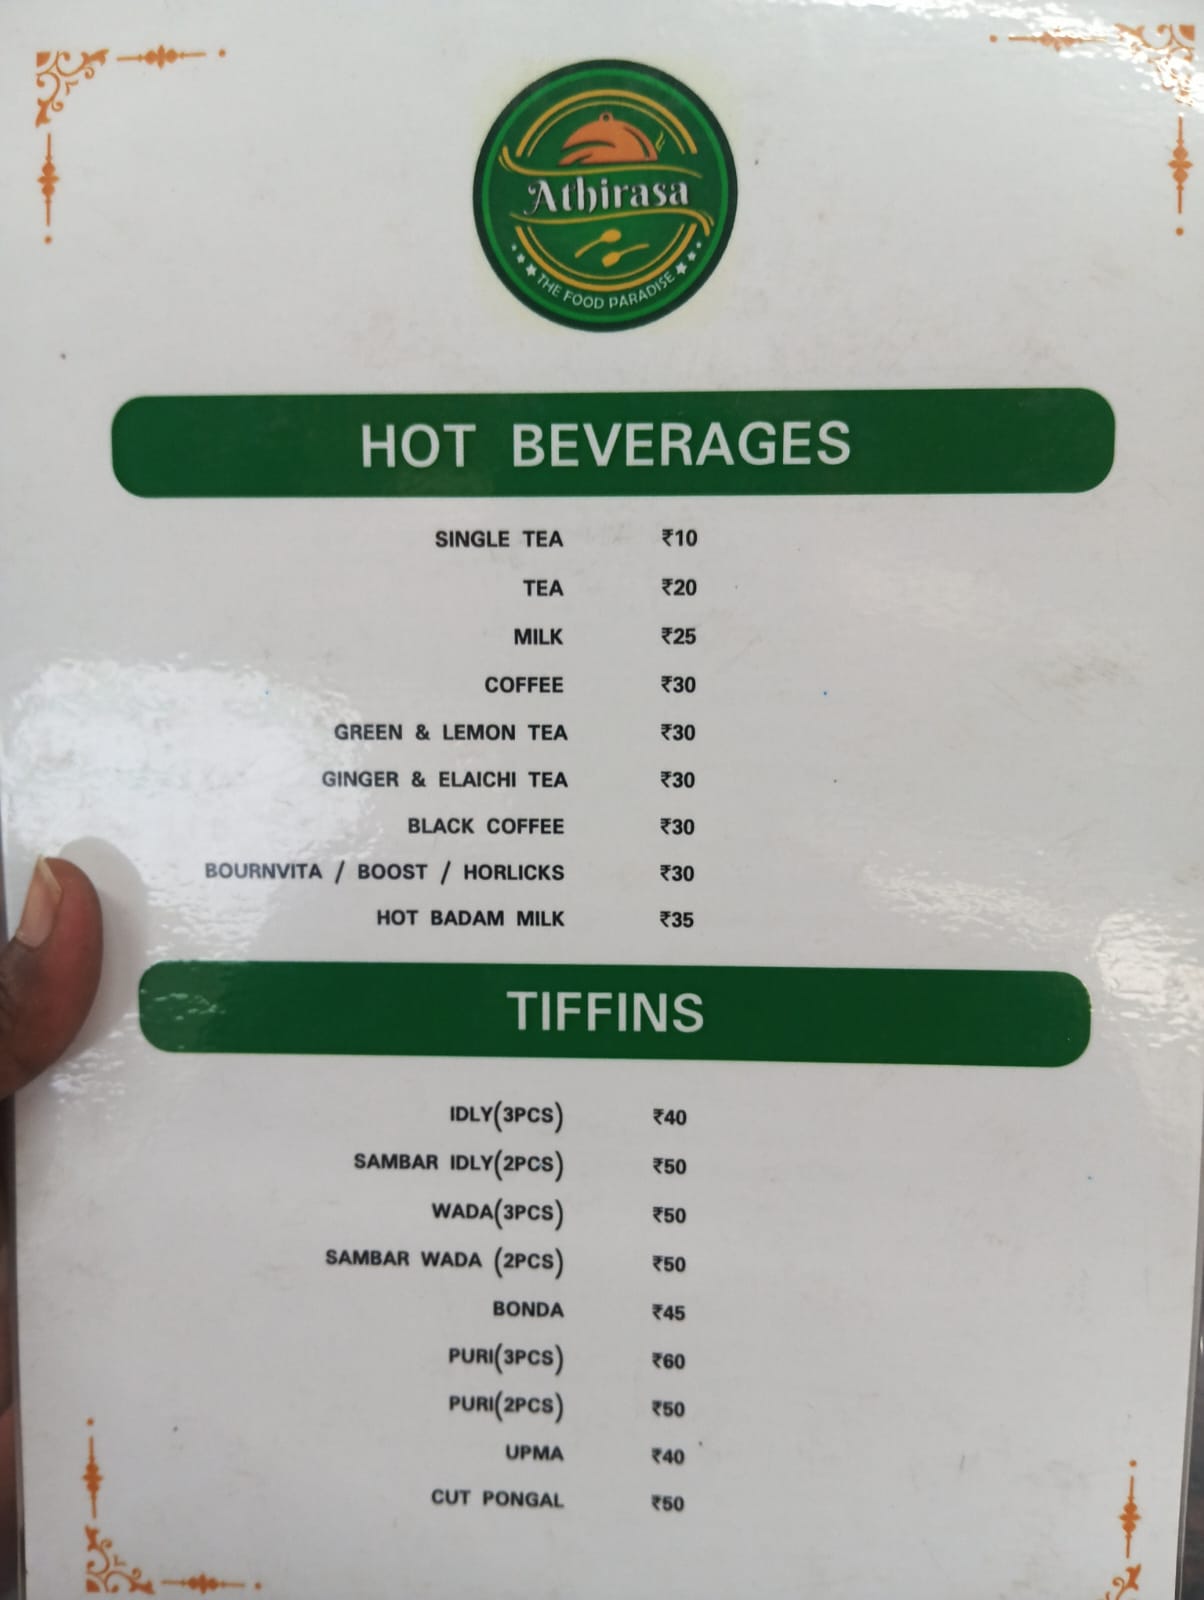 Athirasa
THE FOOD PARADISE
HOT BEVERAGES
SINGLE TEA ₹10
TEA ₹20
MILK ₹25
COFFEE ₹30
GREEN & LEMON TEA ₹30
GINGER & ELAICHI TEA ₹30
BLACK COFFEE ₹30
BOURNVITA / BOOST / HORLICKS ₹30
HOT BADAM MILK ₹35
TIFFINS
IDLY(3PCS) ₹40
SAMBAR IDLY(2PCS) ₹50
WADA(3PCS) ₹50
SAMBAR WADA (2PCS) ₹50
BONDA ₹45
PURI(3PCS) ₹60
PURI(2PCS) ₹50
UPMA ₹40
CUT PONGAL ₹50